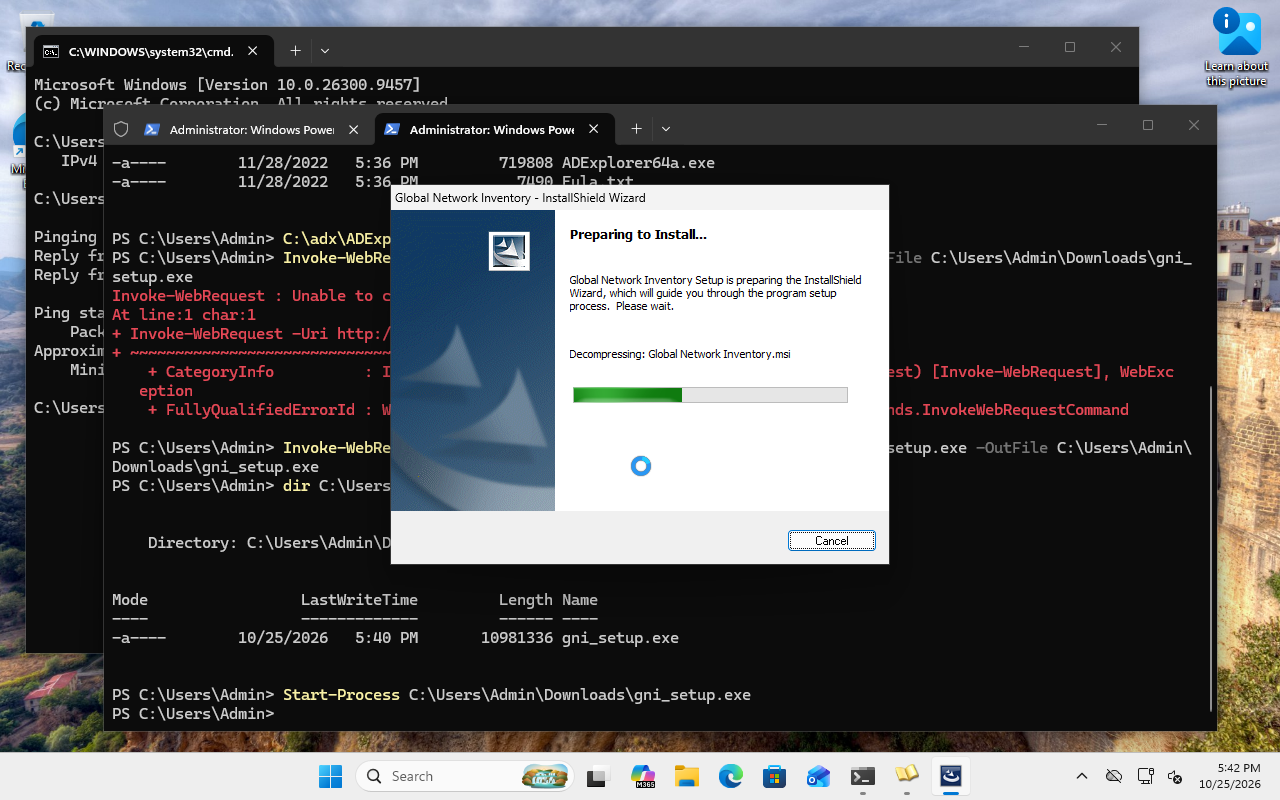 Learn about
this picture
C:\WINDOWS\system32\cmd.
Microsoft Windows [Version 10.0.26300.9457]
(c) Microsoft Corporation. All rights reserved
C:\Users
IPv4
C:\Users
Pinging
Reply fr
Reply fr
Ping sta
Pack
Approxim
Mini
C:\Users
Administrator: Windows Power
Administrator: Windows Powe
-a---- 11/28/2022 5:36 PM 719808 ADExplorer64a.exe
-a---- 11/28/2022 5:36 PM 7490 Eula.txt
PS C:\Users\Admin> C:\adx\ADExp
PS C:\Users\Admin> Invoke-WebRe
File C:\Users\Admin\Downloads\gni_
setup.exe
Invoke-WebRequest : Unable to c
At line:1 char:1
+ Invoke-WebRequest -Uri http:/
+ ~~~~~~~~~~~~~~~~~~~~~~~~~~~~~
+ CategoryInfo : I
est) [Invoke-WebRequest], WebExc
eption
+ FullyQualifiedErrorId : W
nds.InvokeWebRequestCommand
PS C:\Users\Admin> Invoke-WebRe
setup.exe -OutFile C:\Users\Admin\
Downloads\gni_setup.exe
PS C:\Users\Admin> dir C:\Users
Directory: C:\Users\Admin\D
Mode LastWriteTime Length Name
---- ------------- ------ ----
-a---- 10/25/2026 5:40 PM 10981336 gni_setup.exe
PS C:\Users\Admin> Start-Process C:\Users\Admin\Downloads\gni_setup.exe
PS C:\Users\Admin>
Global Network Inventory - InstallShield Wizard
Preparing to Install...
Global Network Inventory Setup is preparing the InstallShield
Wizard, which will guide you through the program setup
process. Please wait.
Decompressing: Global Network Inventory.msi
Cancel
Search
M365
5:42 PM
10/25/2026